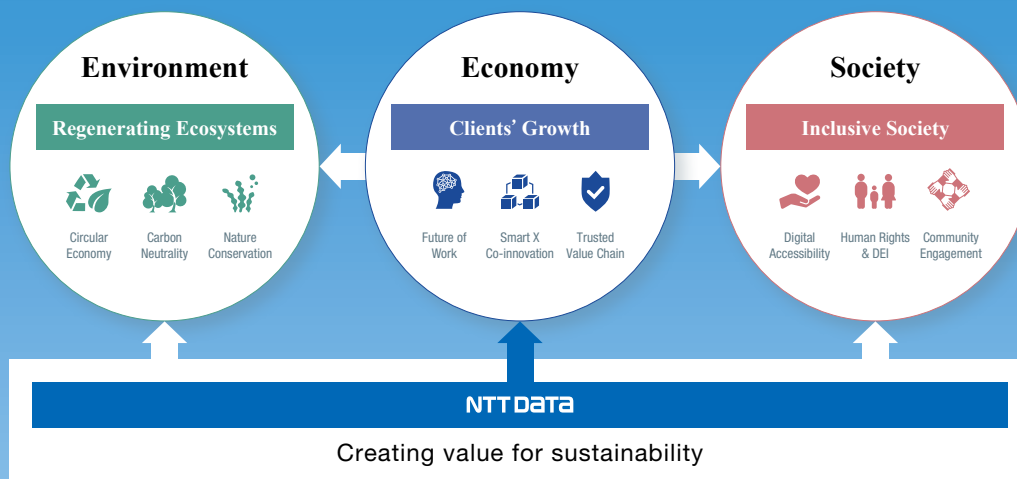 Environment
Regenerating Ecosystems
Circular
Economy
Carbon
Neutrality
Nature
Conservation
Economy
Clients’ Growth
Future of
Work
Smart X
Co-innovation
Trusted
Value Chain
Society
Inclusive Society
Digital
Accessibility
Human Rights
& DEI
Community
Engagement
NTT DATA
Creating value for sustainability